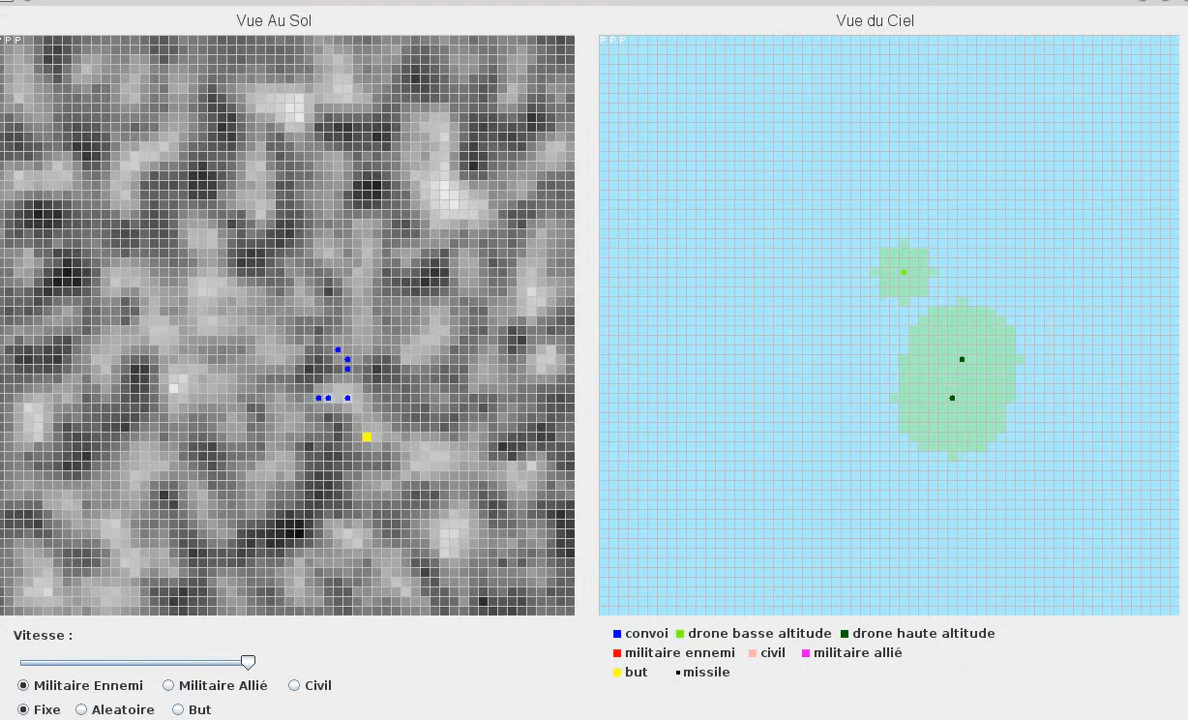 Vue Au Sol
Vue du Ciel
P P P
P P P
Vitesse :
Militaire Ennemi Militaire Allié Civil
Fixe Aleatoire But
convoi drone basse altitude drone haute altitude
militaire ennemi civil militaire allié
but missile